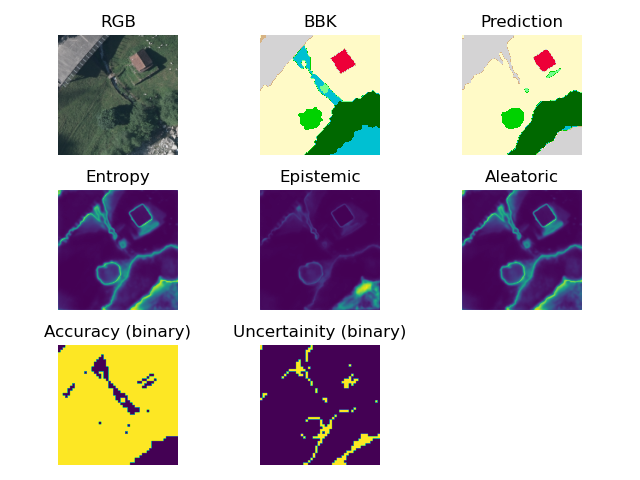 RGB
BBK
Prediction
Entropy
Epistemic
Aleatoric
Accuracy (binary)
Uncertainity (binary)